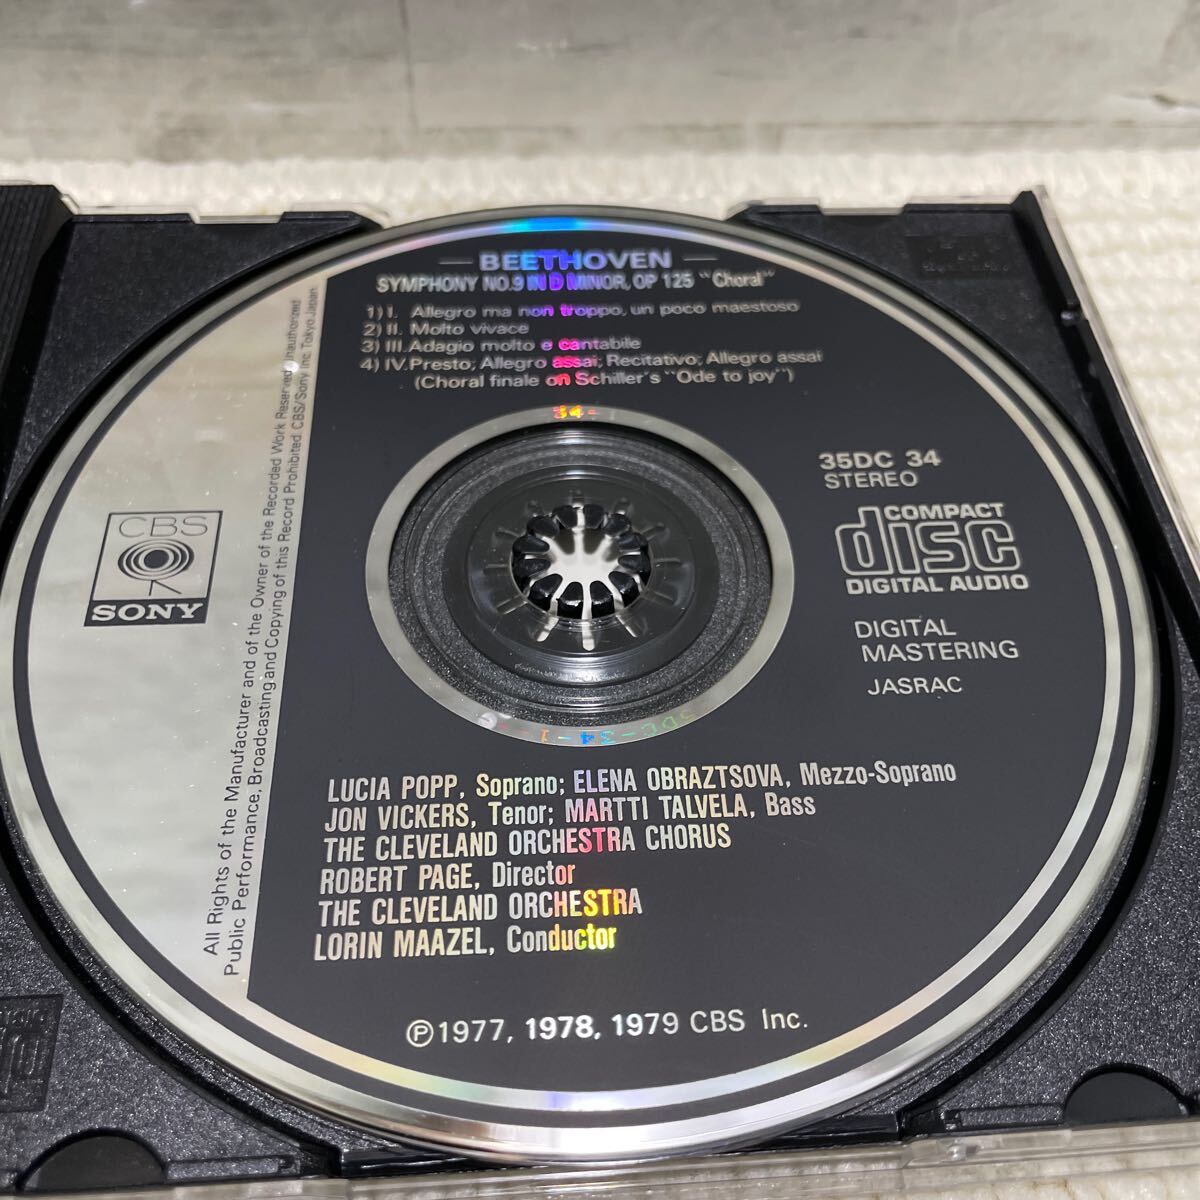 BEETHOVEN
SYMPHONY NO.9 IN D MINOR, OP 125 "Choral"
1) I. Allegro ma non troppo, un poco maestoso
2) II. Molto vivace
3) III. Adagio molto e cantabile
4) IV. Presto; Allegro assai; Recitativo; Allegro assai
(Choral finale on Schiller's "Ode to joy")
35DC 34
STEREO
COMPACT
disc
DIGITAL AUDIO
DIGITAL
MASTERING
JASRAC
CBS
SONY
All Rights of the Manufacturer and of the Owner of the Recorded Work Reserved. Unauthorized
Public Performance, Broadcasting and Copying of this Record Prohibited. CBS/Sony Inc. Tokyo Japan
LUCIA POPP, Soprano; ELENA OBRAZTSOVA, Mezzo-Soprano
JON VICKERS, Tenor; MARTTI TALVELA, Bass
THE CLEVELAND ORCHESTRA CHORUS
ROBERT PAGE, Director
THE CLEVELAND ORCHESTRA
LORIN MAAZEL, Conductor
Ⓟ1977, 1978, 1979 CBS Inc.